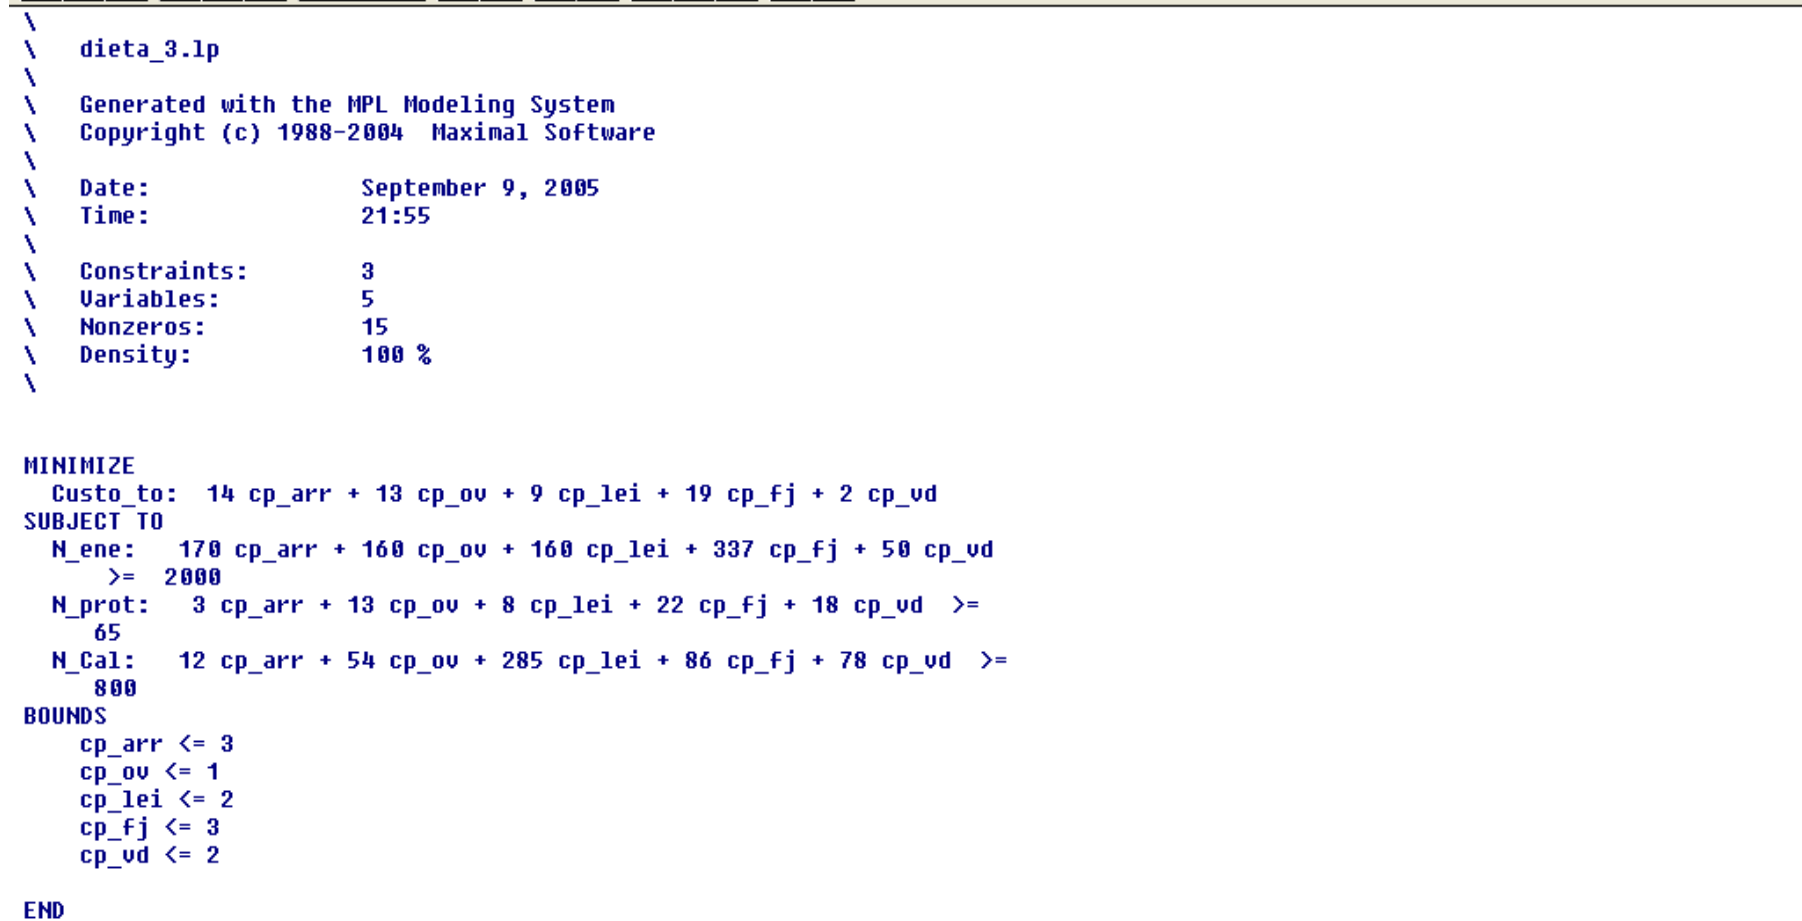 \
\    dieta_3.lp
\
\    Generated with the MPL Modeling System
\    Copyright (c) 1988-2004  Maximal Software
\
\    Date:               September 9, 2005
\    Time:               21:55
\
\    Constraints:        3
\    Variables:          5
\    Nonzeros:           15
\    Density:            100 %
\
MINIMIZE
  Custo_to:  14 cp_arr + 13 cp_ov + 9 cp_lei + 19 cp_fj + 2 cp_vd
SUBJECT TO
  N_ene:   170 cp_arr + 160 cp_ov + 160 cp_lei + 337 cp_fj + 50 cp_vd
      >=  2000
  N_prot:   3 cp_arr + 13 cp_ov + 8 cp_lei + 22 cp_fj + 18 cp_vd  >=
     65
  N_Cal:   12 cp_arr + 54 cp_ov + 285 cp_lei + 86 cp_fj + 78 cp_vd  >=
     800
BOUNDS
    cp_arr <= 3
    cp_ov <= 1
    cp_lei <= 2
    cp_fj <= 3
    cp_vd <= 2
END